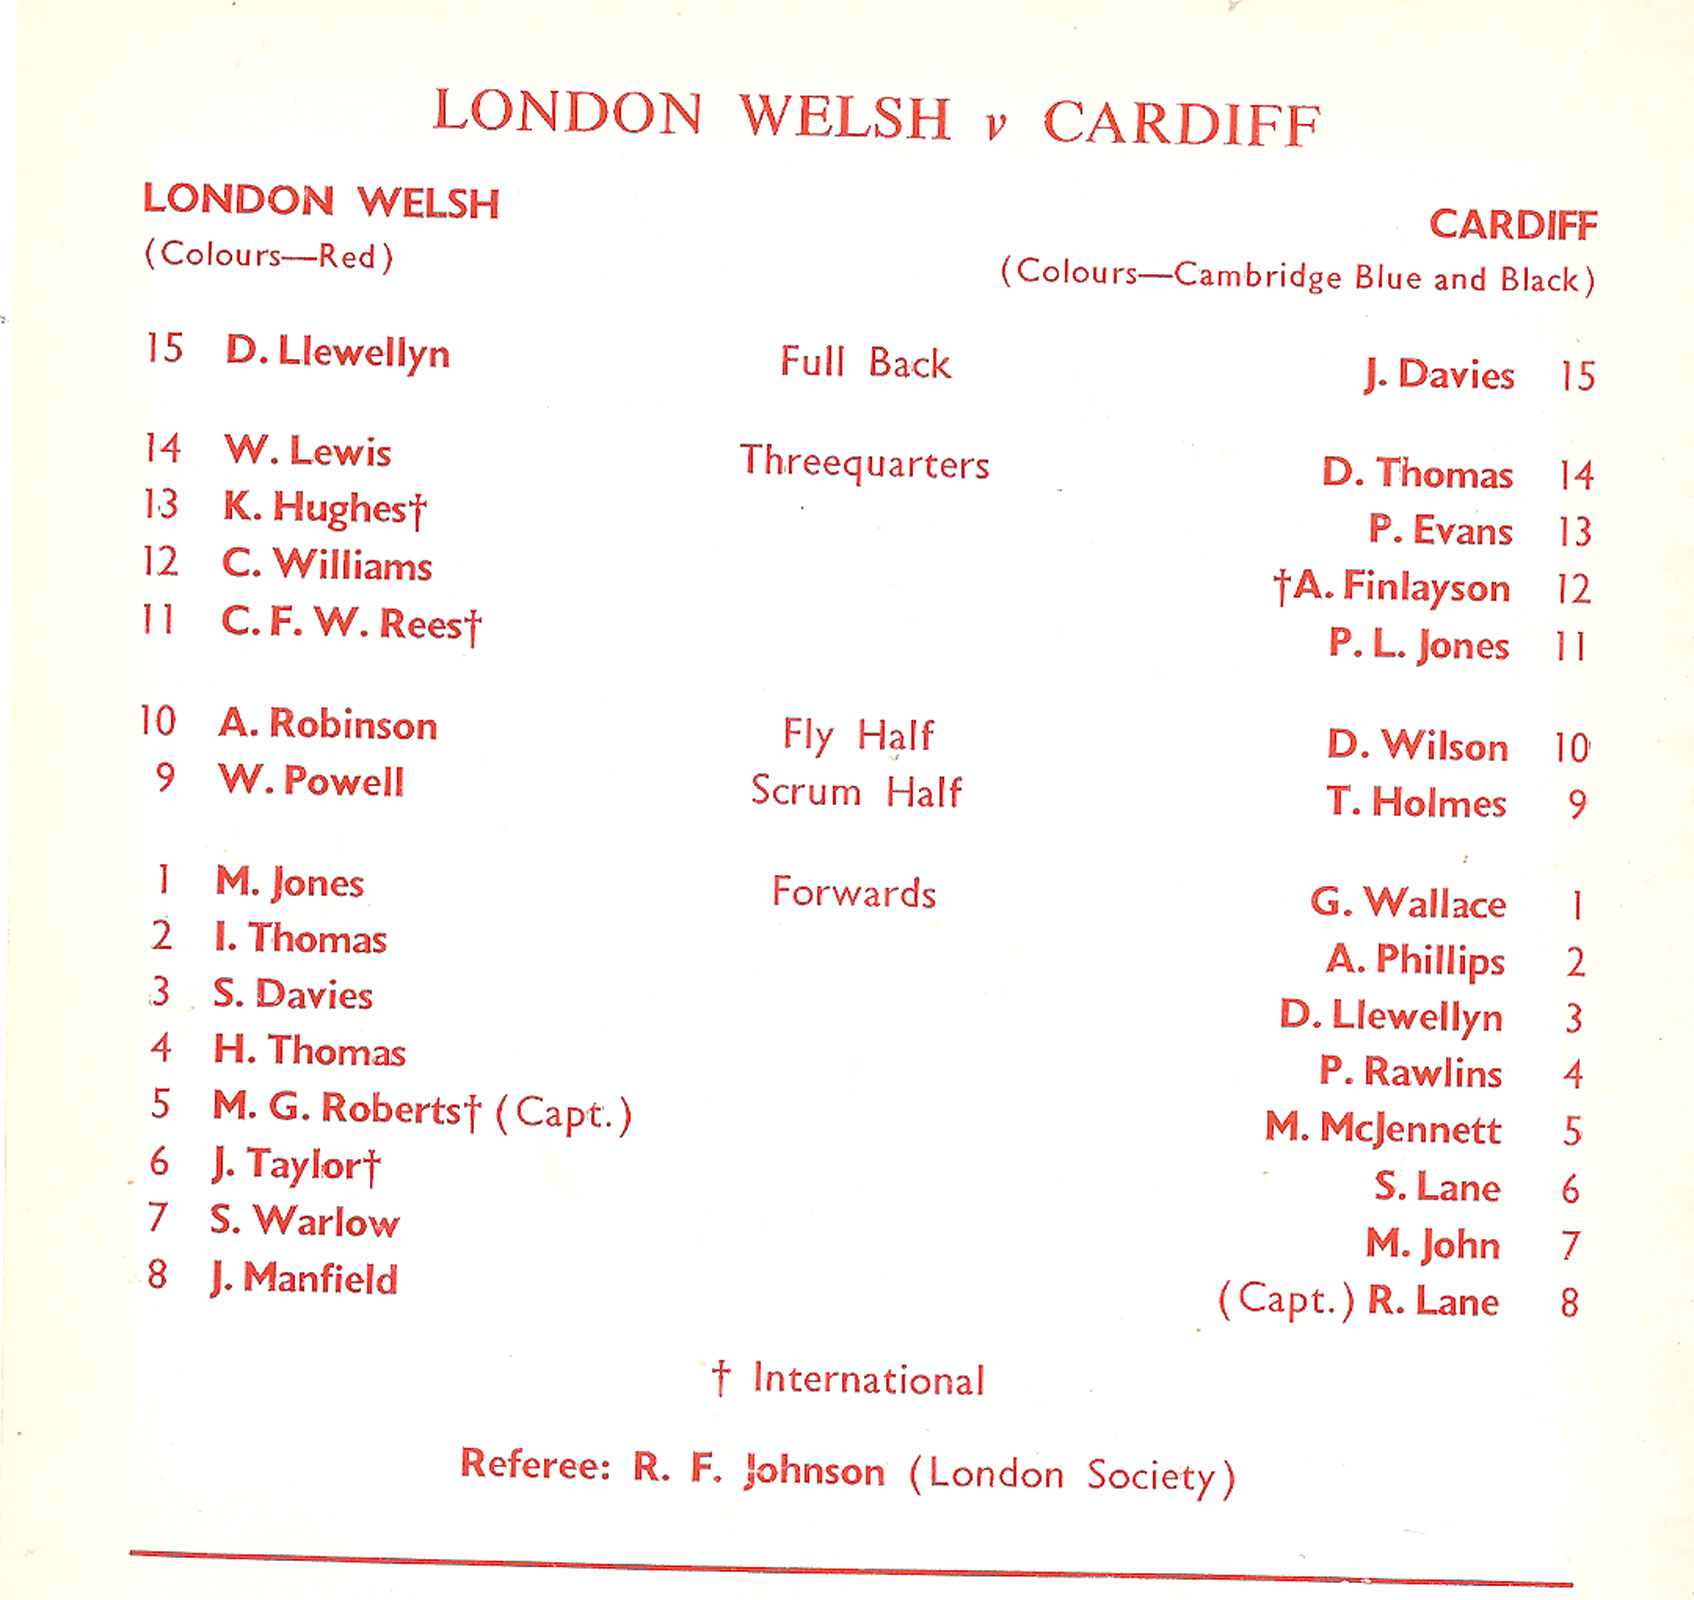 LONDON WELSH v CARDIFF
LONDON WELSH CARDIFF
(Colours—Red) (Colours—Cambridge Blue and Black)
15 D. Llewellyn Full Back J. Davies 15
14 W. Lewis Threequarters D. Thomas 14
13 K. Hughes† P. Evans 13
12 C. Williams †A. Finlayson 12
11 C. F. W. Rees† P. L. Jones 11
10 A. Robinson Fly Half D. Wilson 10
9 W. Powell Scrum Half T. Holmes 9
1 M. Jones Forwards G. Wallace 1
2 I. Thomas A. Phillips 2
3 S. Davies D. Llewellyn 3
4 H. Thomas P. Rawlins 4
5 M. G. Roberts† (Capt.) M. McJennett 5
6 J. Taylor† S. Lane 6
7 S. Warlow M. John 7
8 J. Manfield (Capt.) R. Lane 8
† International
Referee: R. F. Johnson (London Society)